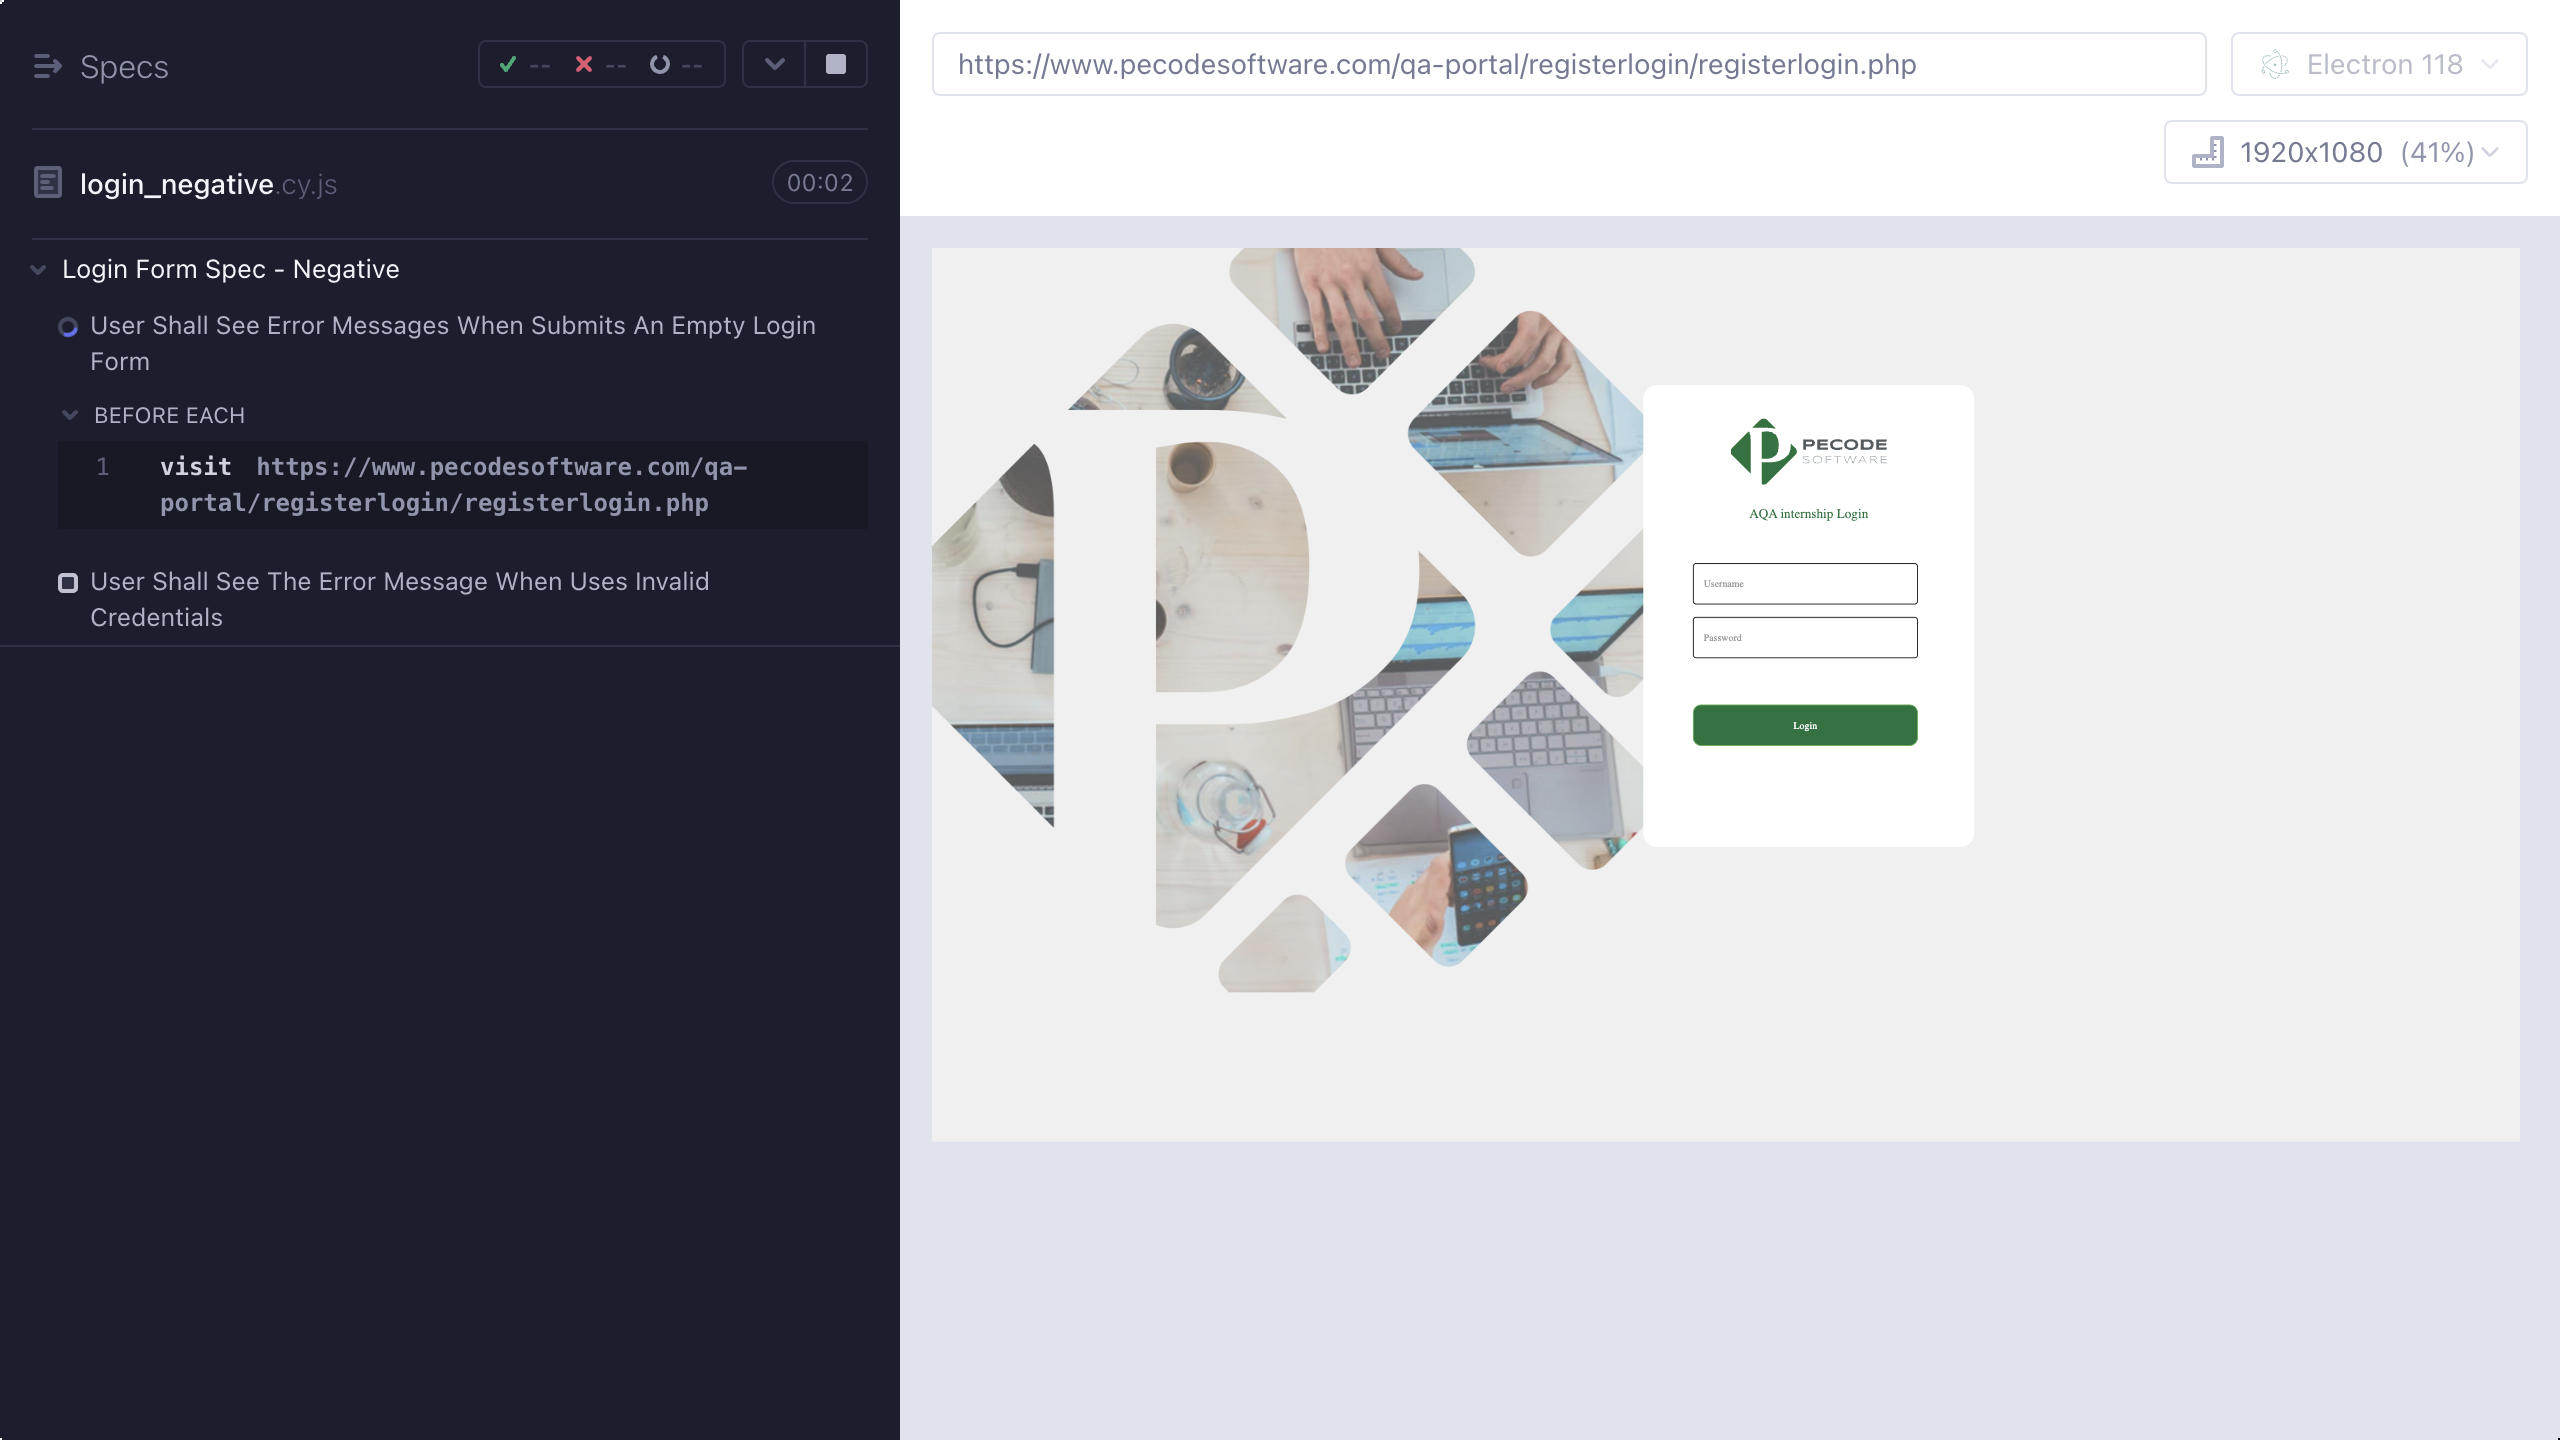 Specs
--
--
--
https://www.pecodesoftware.com/qa-portal/registerlogin/registerlogin.php
Electron 118
1920x1080 (41%)
login_negative.cy.js
00:02
Login Form Spec - Negative
User Shall See Error Messages When Submits An Empty Login
Form
BEFORE EACH
1 visit https://www.pecodesoftware.com/qa-
portal/registerlogin/registerlogin.php
User Shall See The Error Message When Uses Invalid
Credentials
PECODE
SOFTWARE
AQA internship Login
Username
Password
Login